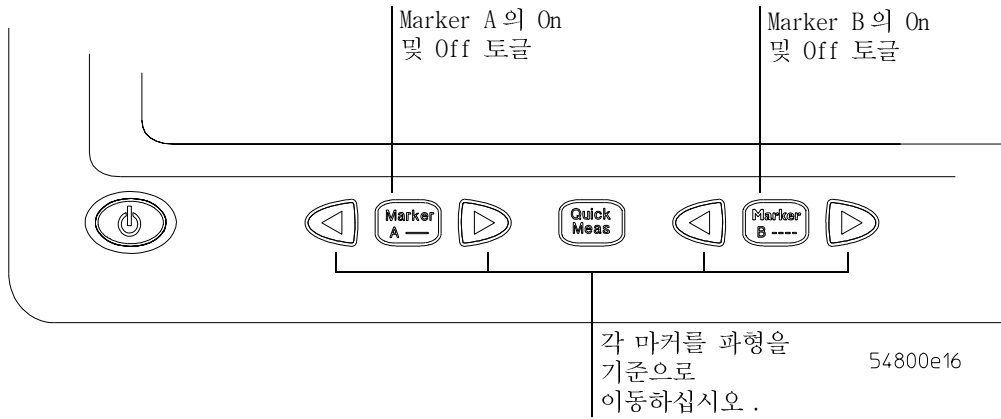 Marker A의 On
및 Off 토글
Marker B의 On
및 Off 토글
Marker
A
Quick
Meas
Marker
B ----
각 마커를 파형을
기준으로
이동하십시오 .
54800e16